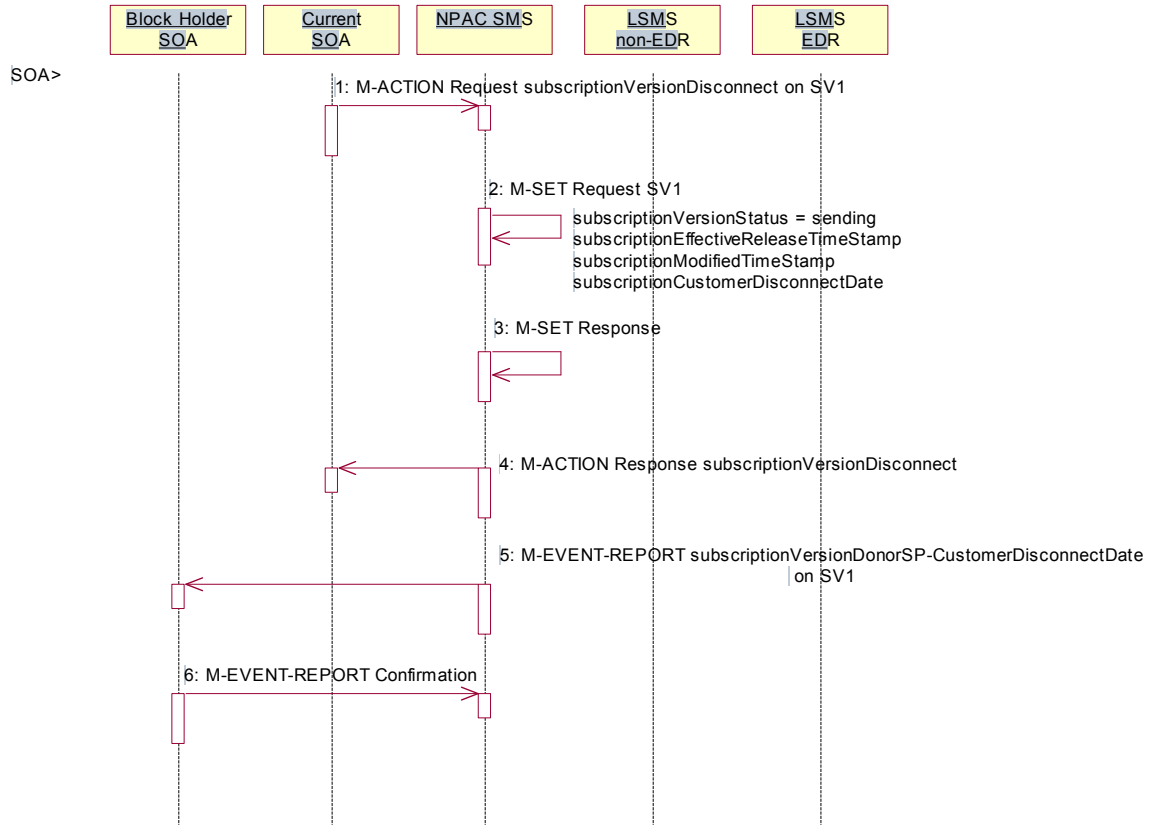 Block Holder
SOA
Current
SOA
NPAC SMS
LSMS
non-EDR
LSMS
EDR
SOA>
1: M-ACTION Request subscriptionVersionDisconnect on SV1
2: M-SET Request SV1
subscriptionVersionStatus = sending
subscriptionEffectiveReleaseTimeStamp
subscriptionModifiedTimeStamp
subscriptionCustomerDisconnectDate
3: M-SET Response
4: M-ACTION Response subscriptionVersionDisconnect
5: M-EVENT-REPORT subscriptionVersionDonorSP-CustomerDisconnectDate
on SV1
6: M-EVENT-REPORT Confirmation